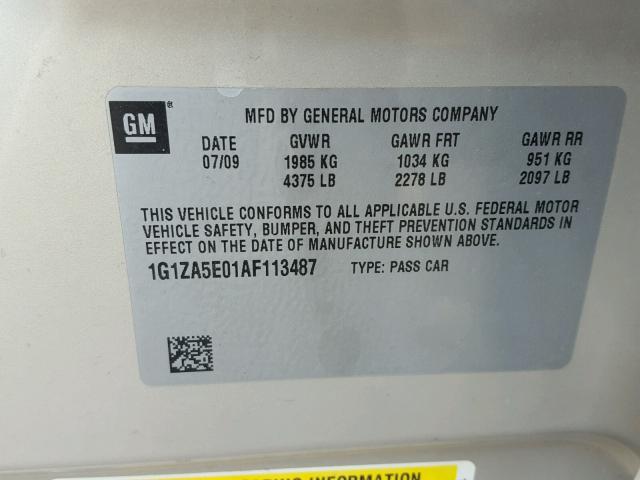 GM
MFD BY GENERAL MOTORS COMPANY
DATE GVWR GAWR FRT GAWR RR
07/09 1985 KG 1034 KG 951 KG
4375 LB 2278 LB 2097 LB
THIS VEHICLE CONFORMS TO ALL APPLICABLE U.S. FEDERAL MOTOR
VEHICLE SAFETY, BUMPER, AND THEFT PREVENTION STANDARDS IN
EFFECT ON THE DATE OF MANUFACTURE SHOWN ABOVE.
1G1ZA5E01AF113487 TYPE: PASS CAR
INFORMATION